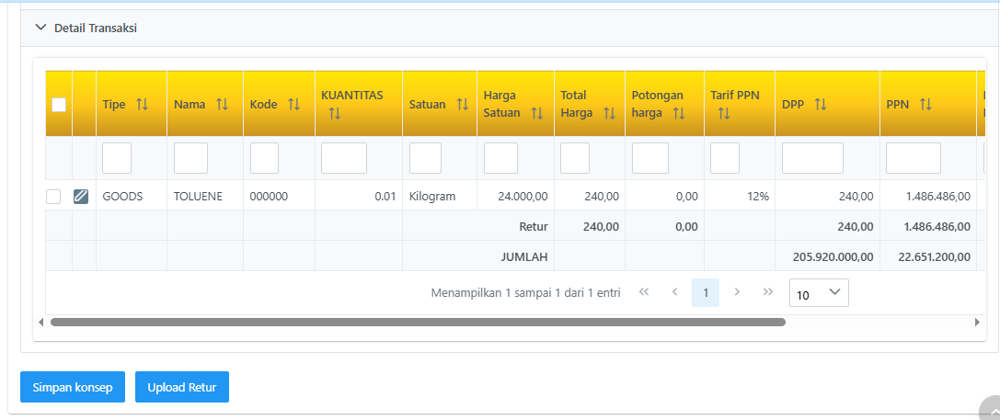 Detail Transaksi
Tipe Nama Kode KUANTITAS Satuan Harga Satuan Total Harga Potongan harga Tarif PPN DPP PPN
GOODS TOLUENE 000000 0.01 Kilogram 24.000,00 240,00 0,00 12% 240,00 1.486.486,00
Retur 240,00 0,00 240,00 1.486.486,00
JUMLAH 205.920.000,00 22.651.200,00
Menampilkan 1 sampai 1 dari 1 entri 1 10
Simpan konsep Upload Retur